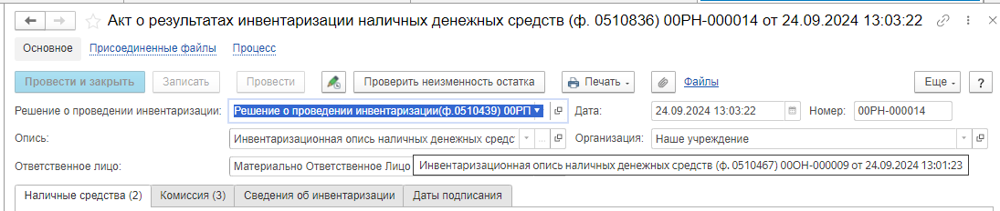 Акт о результатах инвентаризации наличных денежных средств (ф. 0510836) 00РН-000014 от 24.09.2024 13:03:22
Основное Присоединенные файлы Процесс
Провести и закрыть Записать Провести Проверить неизменность остатка Печать Файлы Еще ?
Решение о проведении инвентаризации: Решение о проведении инвентаризации(ф.0510439) 00РП Дата: 24.09.2024 13:03:22 Номер: 00РН-000014
Опись: Инвентаризационная опись наличных денежных средс ... Организация: Наше учреждение
Ответственное лицо: Материально Ответственное Лицо Инвентаризационная опись наличных денежных средств (ф. 0510467) 00ОН-000009 от 24.09.2024 13:01:23
Наличные средства (2) Комиссия (3) Сведения об инвентаризации Даты подписания